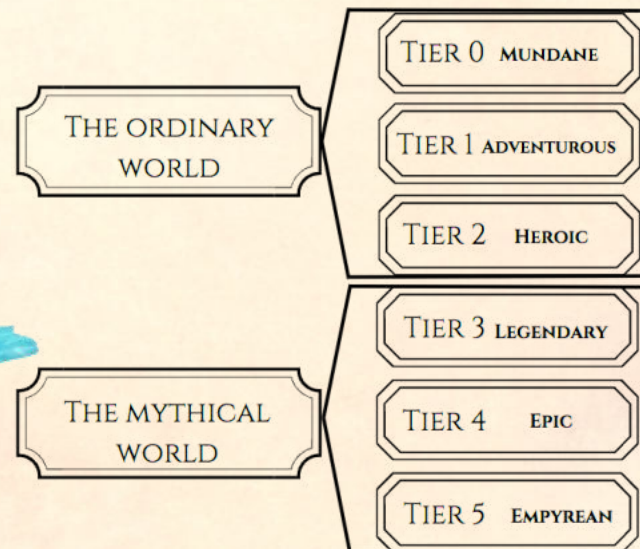 THE ORDINARY
WORLD
TIER 0 MUNDANE
TIER 1 ADVENTUROUS
TIER 2 HEROIC
THE MYTHICAL
WORLD
TIER 3 LEGENDARY
TIER 4 EPIC
TIER 5 EMPYREAN